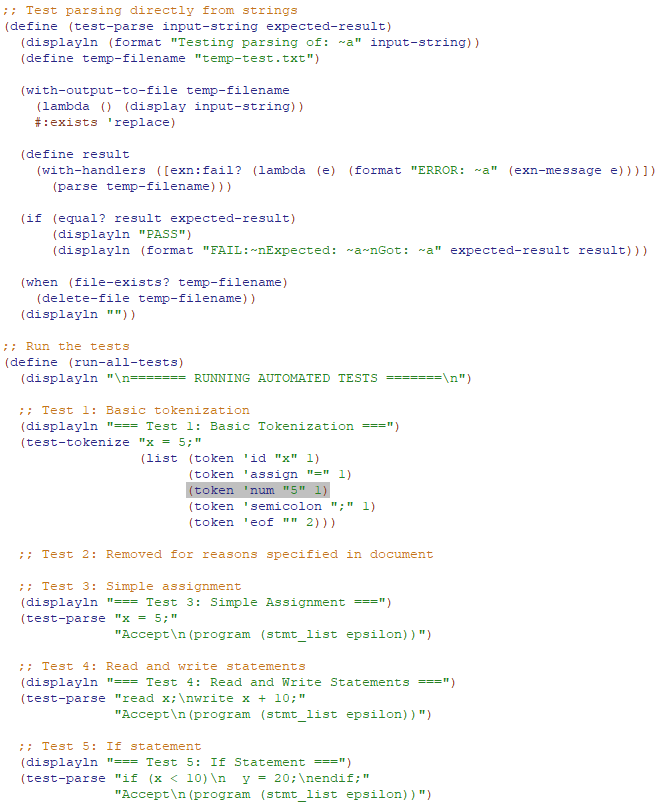 ;; Test parsing directly from strings
(define (test-parse input-string expected-result)
  (displayln (format "Testing parsing of: ~a" input-string))
  (define temp-filename "temp-test.txt")

  (with-output-to-file temp-filename
    (lambda () (display input-string))
    #:exists 'replace)

  (define result
    (with-handlers ([exn:fail? (lambda (e) (format "ERROR: ~a" (exn-message e)))])
      (parse temp-filename)))

  (if (equal? result expected-result)
      (displayln "PASS")
      (displayln (format "FAIL:~nExpected: ~a~nGot: ~a" expected-result result)))

  (when (file-exists? temp-filename)
    (delete-file temp-filename))
  (displayln ""))

;; Run the tests
(define (run-all-tests)
  (displayln "\n======= RUNNING AUTOMATED TESTS =======\n")

  ;; Test 1: Basic tokenization
  (displayln "=== Test 1: Basic Tokenization ===")
  (test-tokenize "x = 5;"
                 (list (token 'id "x" 1)
                       (token 'assign "=" 1)
                       (token 'num "5" 1)
                       (token 'semicolon ";" 1)
                       (token 'eof "" 2)))

  ;; Test 2: Removed for reasons specified in document

  ;; Test 3: Simple assignment
  (displayln "=== Test 3: Simple Assignment ===")
  (test-parse "x = 5;"
              "Accept\n(program (stmt_list epsilon))")

  ;; Test 4: Read and write statements
  (displayln "=== Test 4: Read and Write Statements ===")
  (test-parse "read x;\nwrite x + 10;"
              "Accept\n(program (stmt_list epsilon))")

  ;; Test 5: If statement
  (displayln "=== Test 5: If Statement ===")
  (test-parse "if (x < 10)\n  y = 20;\nendif;"
              "Accept\n(program (stmt_list epsilon))")